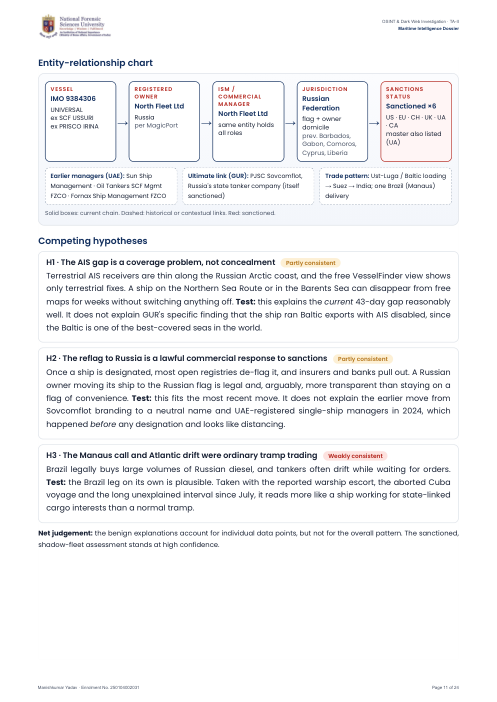 National Forensic
Sciences University
OSINT & Dark Web Investigation · TA-II
Maritime Intelligence Dossier
Entity-relationship chart
VESSEL
IMO 9384306
UNIVERSAL
ex SCF USSURI
ex PRISCO IRINA
→
REGISTERED
OWNER
North Fleet Ltd
Russia
per MagicPort
→
ISM /
COMMERCIAL
MANAGER
North Fleet Ltd
same entity holds
all roles
→
JURISDICTION
Russian
Federation
flag + owner
domicile
prev. Barbados,
Gabon, Comoros,
Cyprus, Liberia
→
SANCTIONS
STATUS
Sanctioned ×6
US · EU · CH · UK · UA
· CA
master also listed
(UA)
Earlier managers (UAE): Sun Ship
Management · Oil Tankers SCF Mgmt
FZCO · Fornax Ship Management FZCO
Ultimate link (GUR): PJSC Sovcomflot,
Russia's state tanker company (itself
sanctioned)
Trade pattern: Ust-Luga / Baltic loading
→ Suez → India; one Brazil (Manaus)
delivery
Solid boxes: current chain. Dashed: historical or contextual links. Red: sanctioned.
Competing hypotheses
H1 · The AIS gap is a coverage problem, not concealment Partly consistent
Terrestrial AIS receivers are thin along the Russian Arctic coast, and the free VesselFinder view shows
only terrestrial fixes. A ship on the Northern Sea Route or in the Barents Sea can disappear from free
maps for weeks without switching anything off. Test: this explains the current 43-day gap reasonably
well. It does not explain GUR's specific finding that the ship ran Baltic exports with AIS disabled, since
the Baltic is one of the best-covered seas in the world.
H2 · The reflag to Russia is a lawful commercial response to sanctions Partly consistent
Once a ship is designated, most open registries de-flag it, and insurers and banks pull out. A Russian
owner moving its ship to the Russian flag is legal and, arguably, more transparent than staying on a
flag of convenience. Test: this fits the most recent move. It does not explain the earlier move from
Sovcomflot branding to a neutral name and UAE-registered single-ship managers in 2024, which
happened before any designation and looks like distancing.
H3 · The Manaus call and Atlantic drift were ordinary tramp trading Weakly consistent
Brazil legally buys large volumes of Russian diesel, and tankers often drift while waiting for orders.
Test: the Brazil leg on its own is plausible. Taken with the reported warship escort, the aborted Cuba
voyage and the long unexplained interval since July, it reads more like a ship working for state-linked
cargo interests than a normal tramp.
Net judgement: the benign explanations account for individual data points, but not for the overall pattern. The sanctioned,
shadow-fleet assessment stands at high confidence.
Page 11 of 24